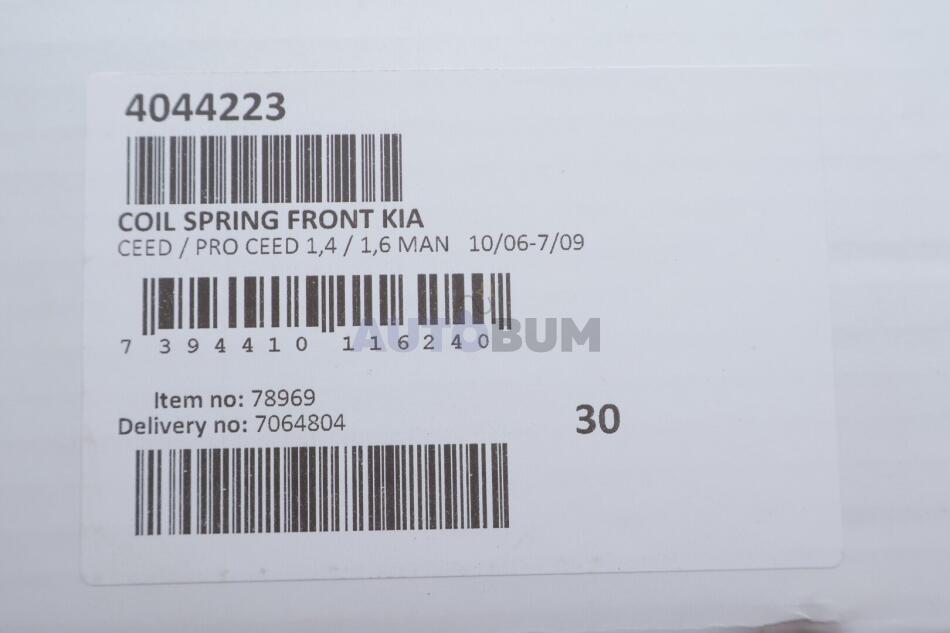 4044223
COIL SPRING FRONT KIA
CEED / PRO CEED 1,4 / 1,6 MAN 10/06-7/09
7 394410 116240
AUTOBUM
Item no: 78969
Delivery no: 7064804
30